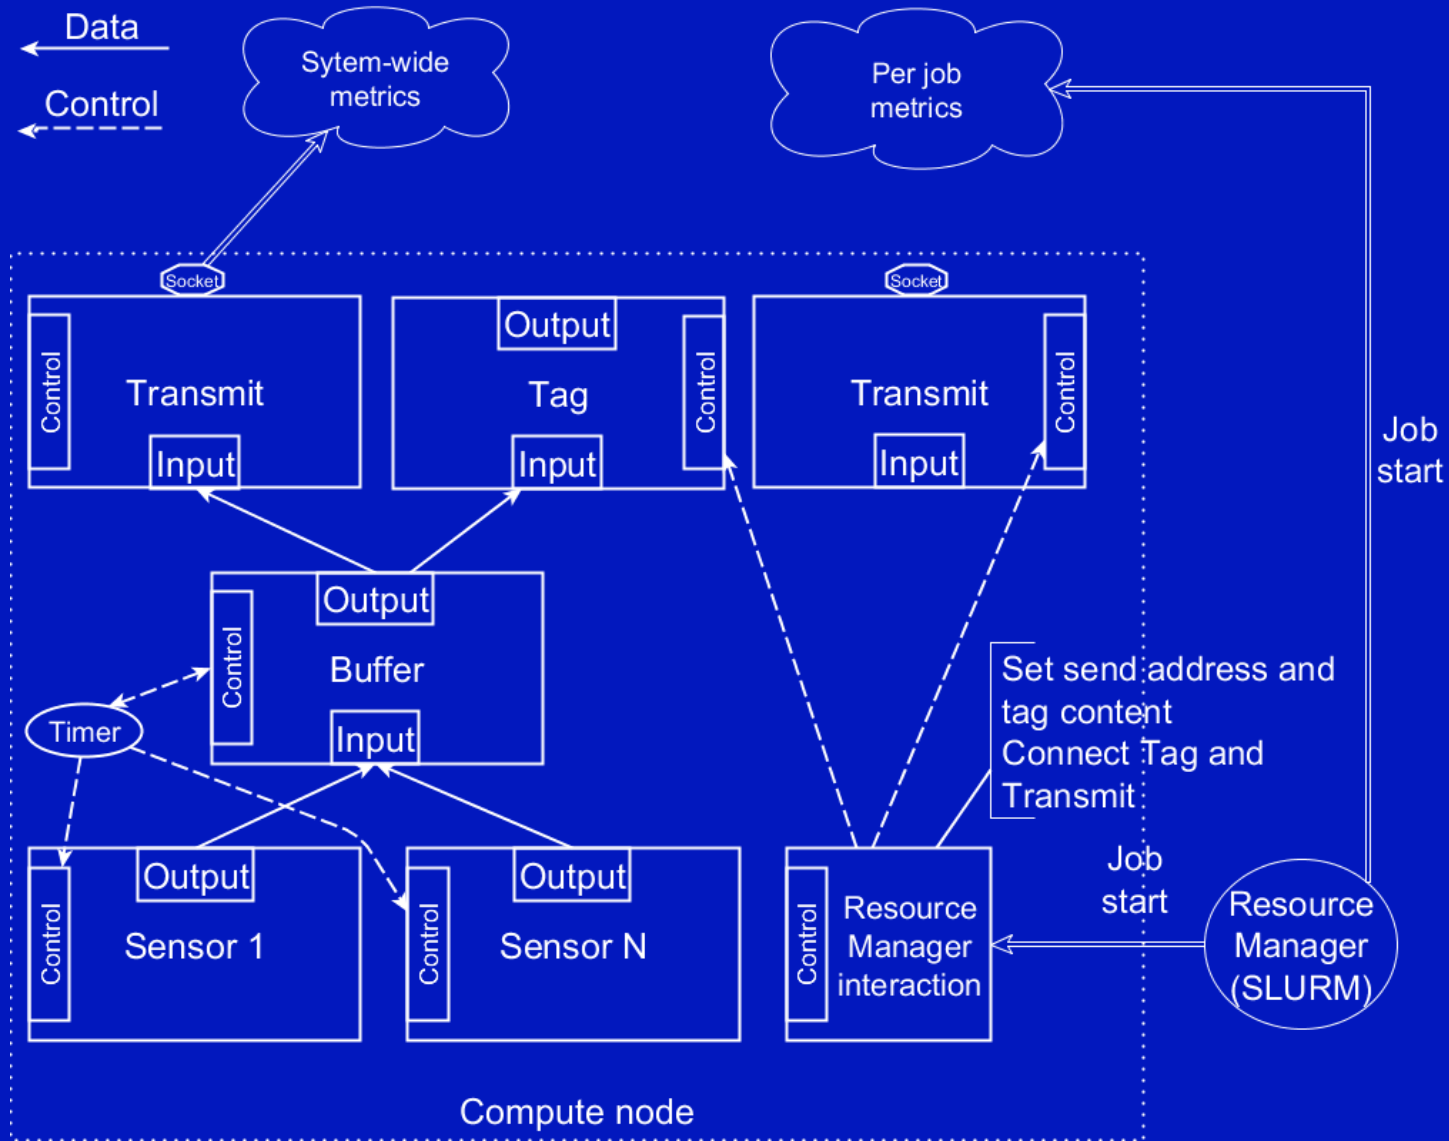 Data
Control
Sytem-wide
metrics
Per job
metrics
Socket
Socket
Control
Transmit
Input
Output
Tag
Input
Control
Transmit
Input
Control
Job
start
Output
Control
Buffer
Input
Timer
Set send address and
tag content
Connect Tag and
Transmit
Output
Control
Sensor 1
Output
Control
Sensor N
Control
Resource
Manager
interaction
Job
start
Resource
Manager
(SLURM)
Compute node